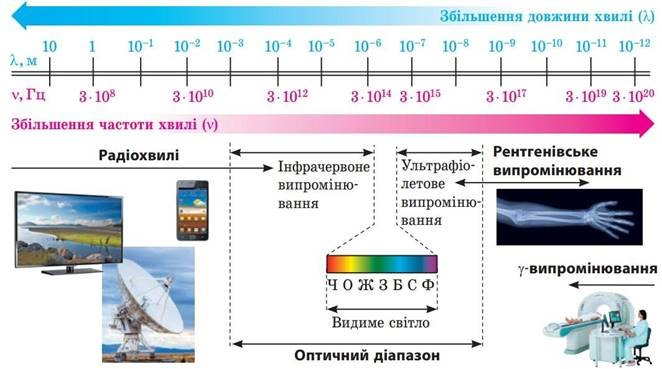 Збільшення довжини хвилі (λ)
10 1 10⁻¹ 10⁻² 10⁻³ 10⁻⁴ 10⁻⁵ 10⁻⁶ 10⁻⁷ 10⁻⁸ 10⁻⁹ 10⁻¹⁰ 10⁻¹¹ 10⁻¹²
λ, м
ν, Гц 3·10⁸ 3·10¹⁰ 3·10¹² 3·10¹⁴ 3·10¹⁵ 3·10¹⁷ 3·10¹⁹ 3·10²⁰
Збільшення частоти хвилі (ν)
Радіохвилі
Інфрачервоне
випроміню-
вання
Ультрафіо-
летове
випроміню-
вання
Рентгенівське
випромінювання
γ-випромінювання
Ч О Ж З Б С Ф
Видиме світло
Оптичний діапазон